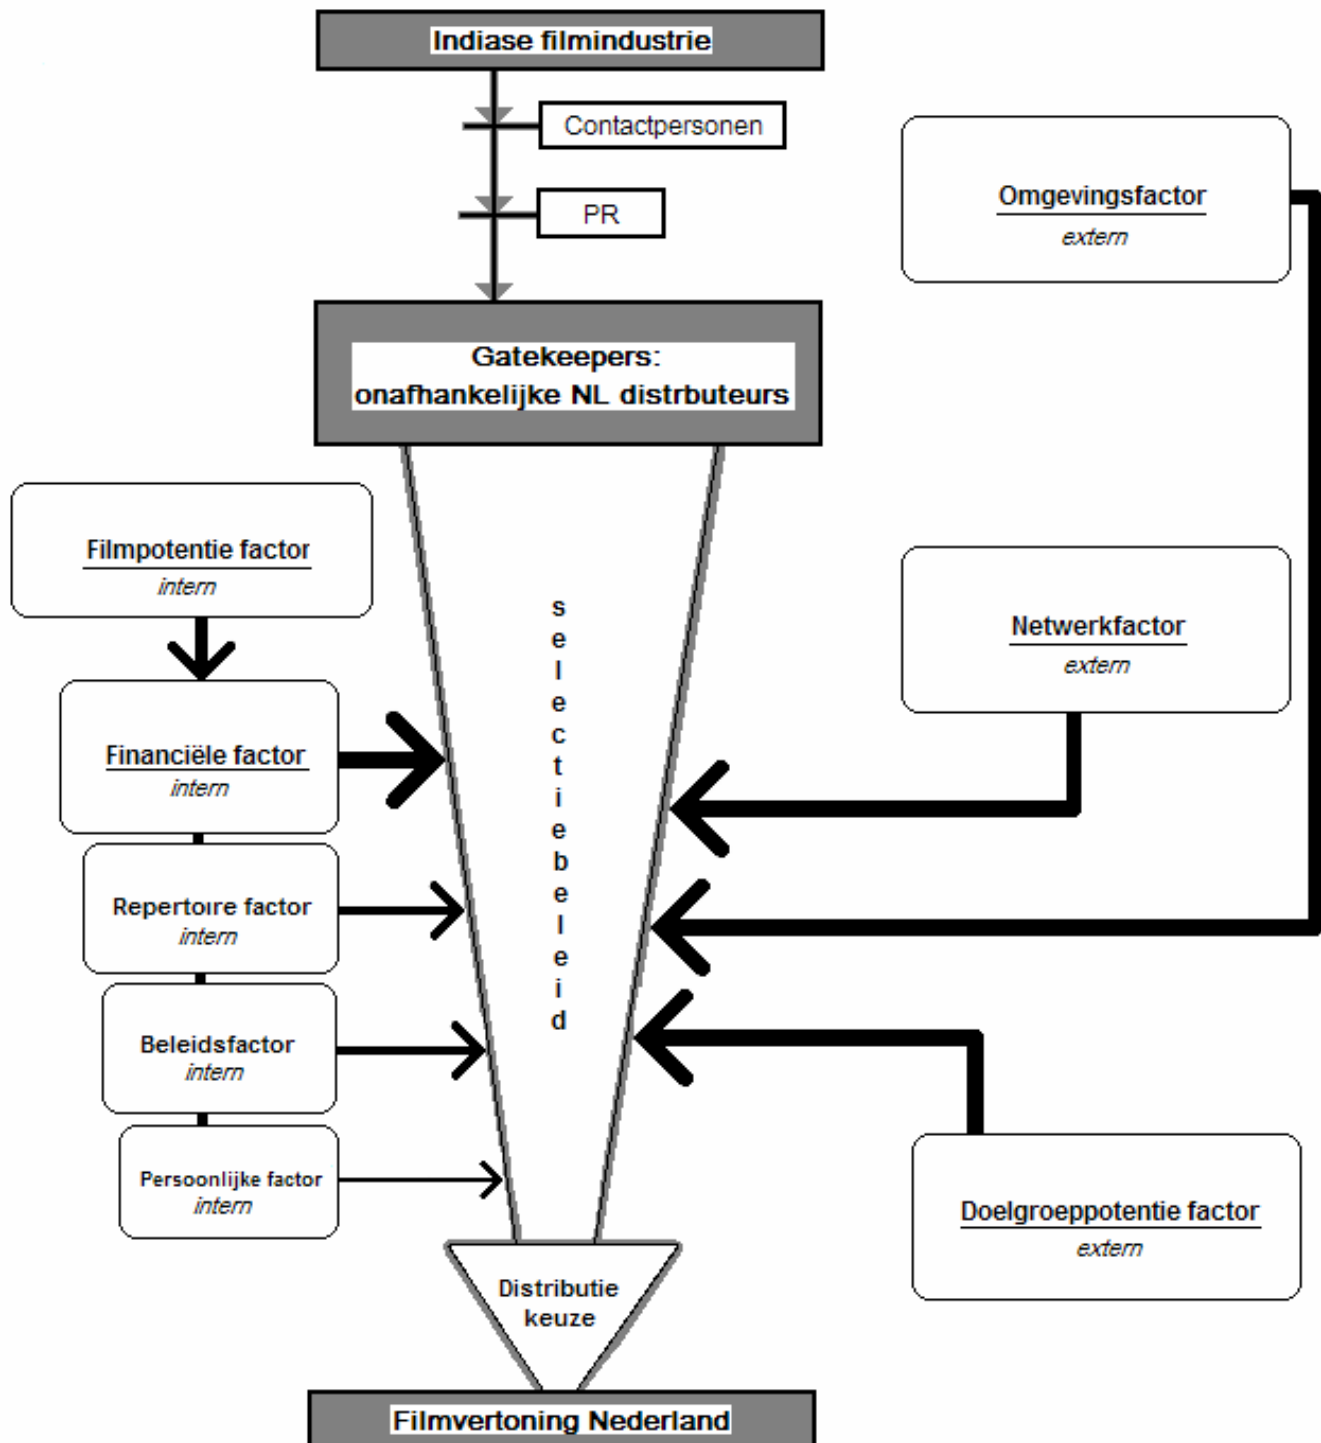 Indiase filmindustrie
Contactpersonen
PR
Omgevingsfactor
extern
Gatekeepers:
onafhankelijke NL distrbuteurs
Filmpotentie factor
intern
selectiebeleid
Netwerkfactor
extern
Financiële factor
intern
Repertoire factor
intern
Beleidsfactor
intern
Persoonlijke factor
intern
Doelgroeppotentie factor
extern
Distributie
keuze
Filmvertoning Nederland